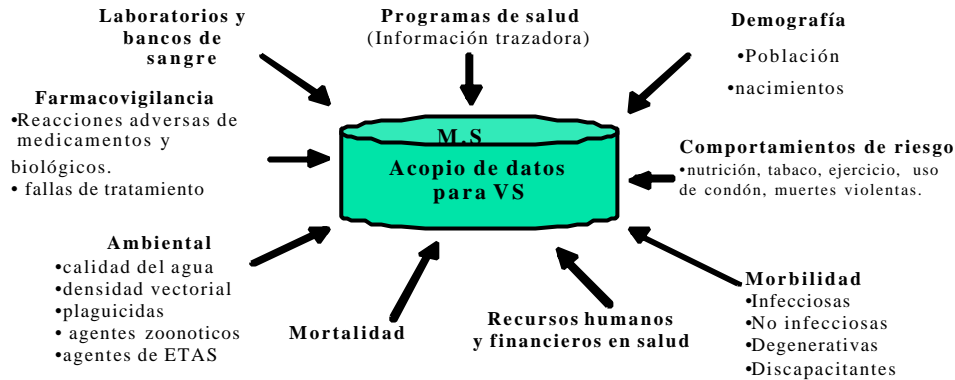 Laboratorios y
bancos de
sangre
Programas de salud
(Información trazadora)
Demografía
•Población
•nacimientos
Farmacovigilancia
•Reacciones adversas de
medicamentos y
biológicos.
• fallas de tratamiento
M.S
Acopio de datos
para VS
Comportamientos de riesgo
•nutrición, tabaco, ejercicio, uso
de condón, muertes violentas.
Ambiental
•calidad del agua
•densidad vectorial
•plaguicidas
• agentes zoonoticos
•agentes de ETAS
Mortalidad
Recursos humanos
y financieros en salud
Morbilidad
•Infecciosas
•No infecciosas
•Degenerativas
•Discapacitantes